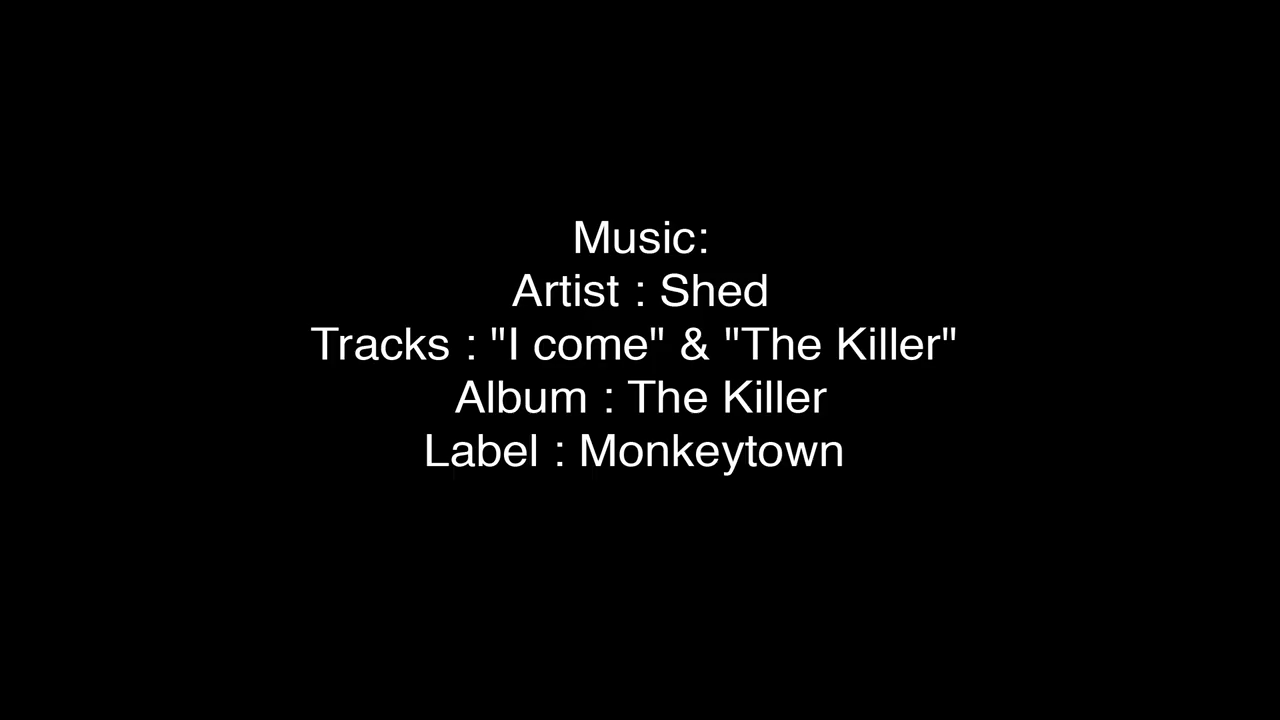 Music:
Artist : Shed
Tracks : "I come" & "The Killer"
Album : The Killer
Label : Monkeytown